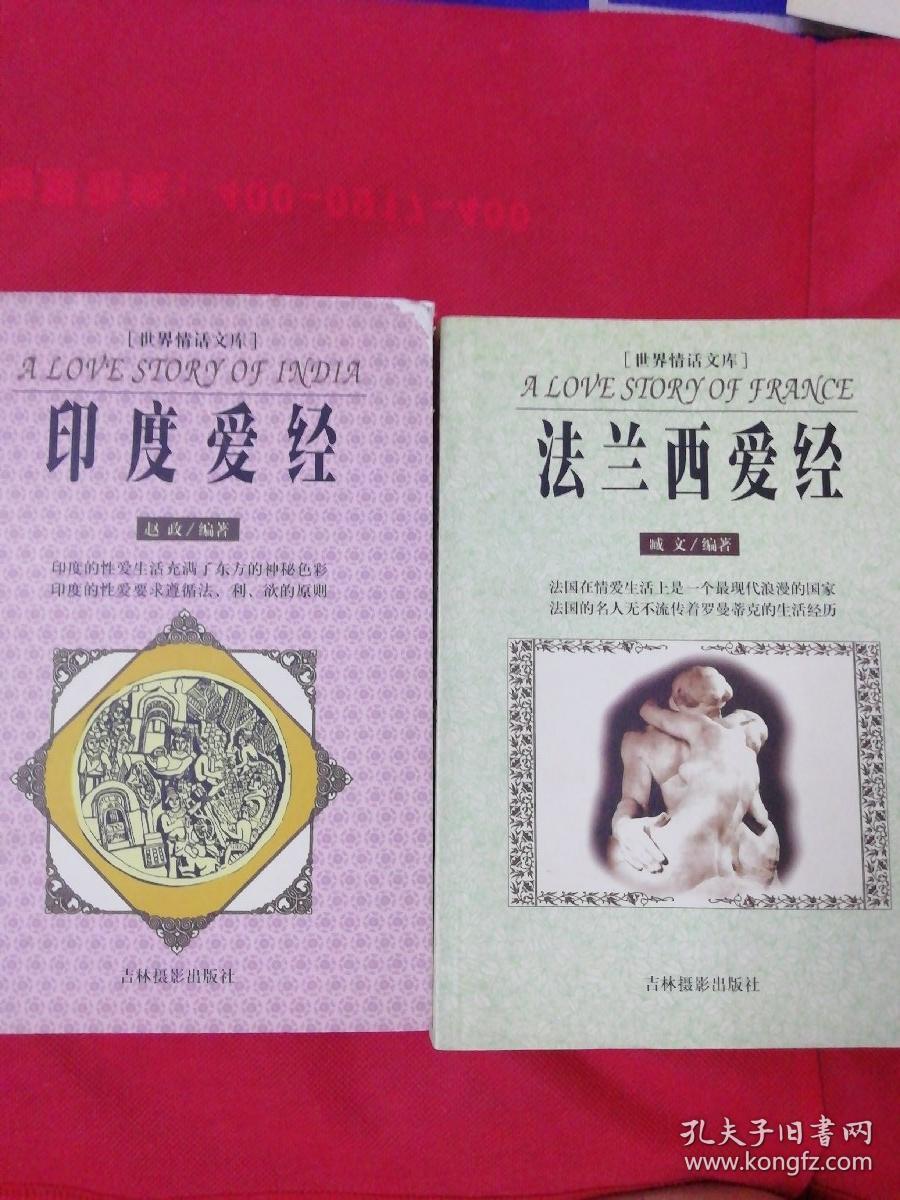 400-0917-400
［世界情话文库］
A LOVE STORY OF INDIA
印度爱经
赵政/编著
印度的性爱生活充满了东方的神秘色彩
印度的性爱要求遵循法、利、欲的原则
吉林摄影出版社
［世界情话文库］
A LOVE STORY OF FRANCE
法兰西爱经
臧文/编著
法国在情爱生活上是一个最现代浪漫的国家
法国的名人无不流传着罗曼蒂克的生活经历
吉林摄影出版社
孔夫子旧书网
www.kongfz.com